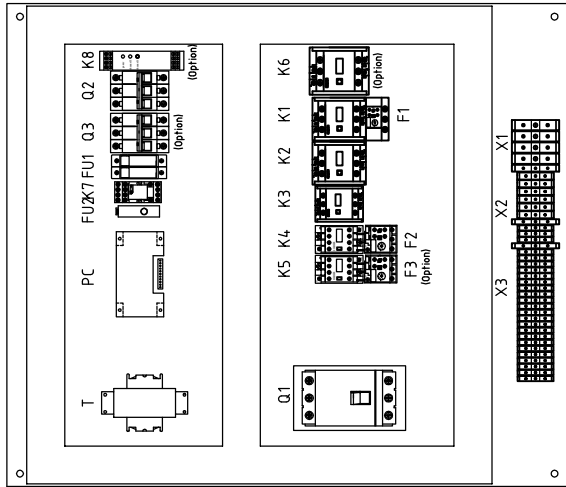 K8
(Option)
Q2
Q3
(Option)
FU1
K7
FU2
PC
T
K6
(Option)
K1
F1
K2
K3
K4
F2
K5
F3
(Option)
Q1
X1
X2
X3